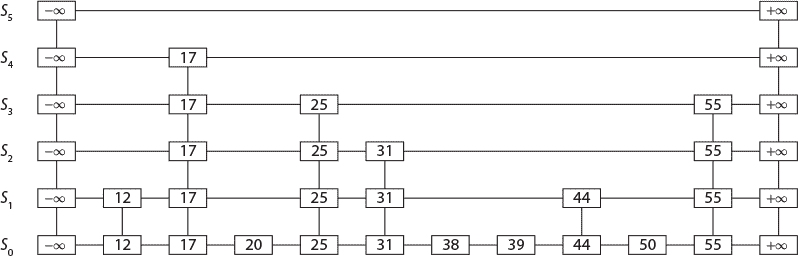 S5 −∞ +∞
S4 −∞ 17 +∞
S3 −∞ 17 25 55 +∞
S2 −∞ 17 25 31 55 +∞
S1 −∞ 12 17 25 31 44 55 +∞
S0 −∞ 12 17 20 25 31 38 39 44 50 55 +∞